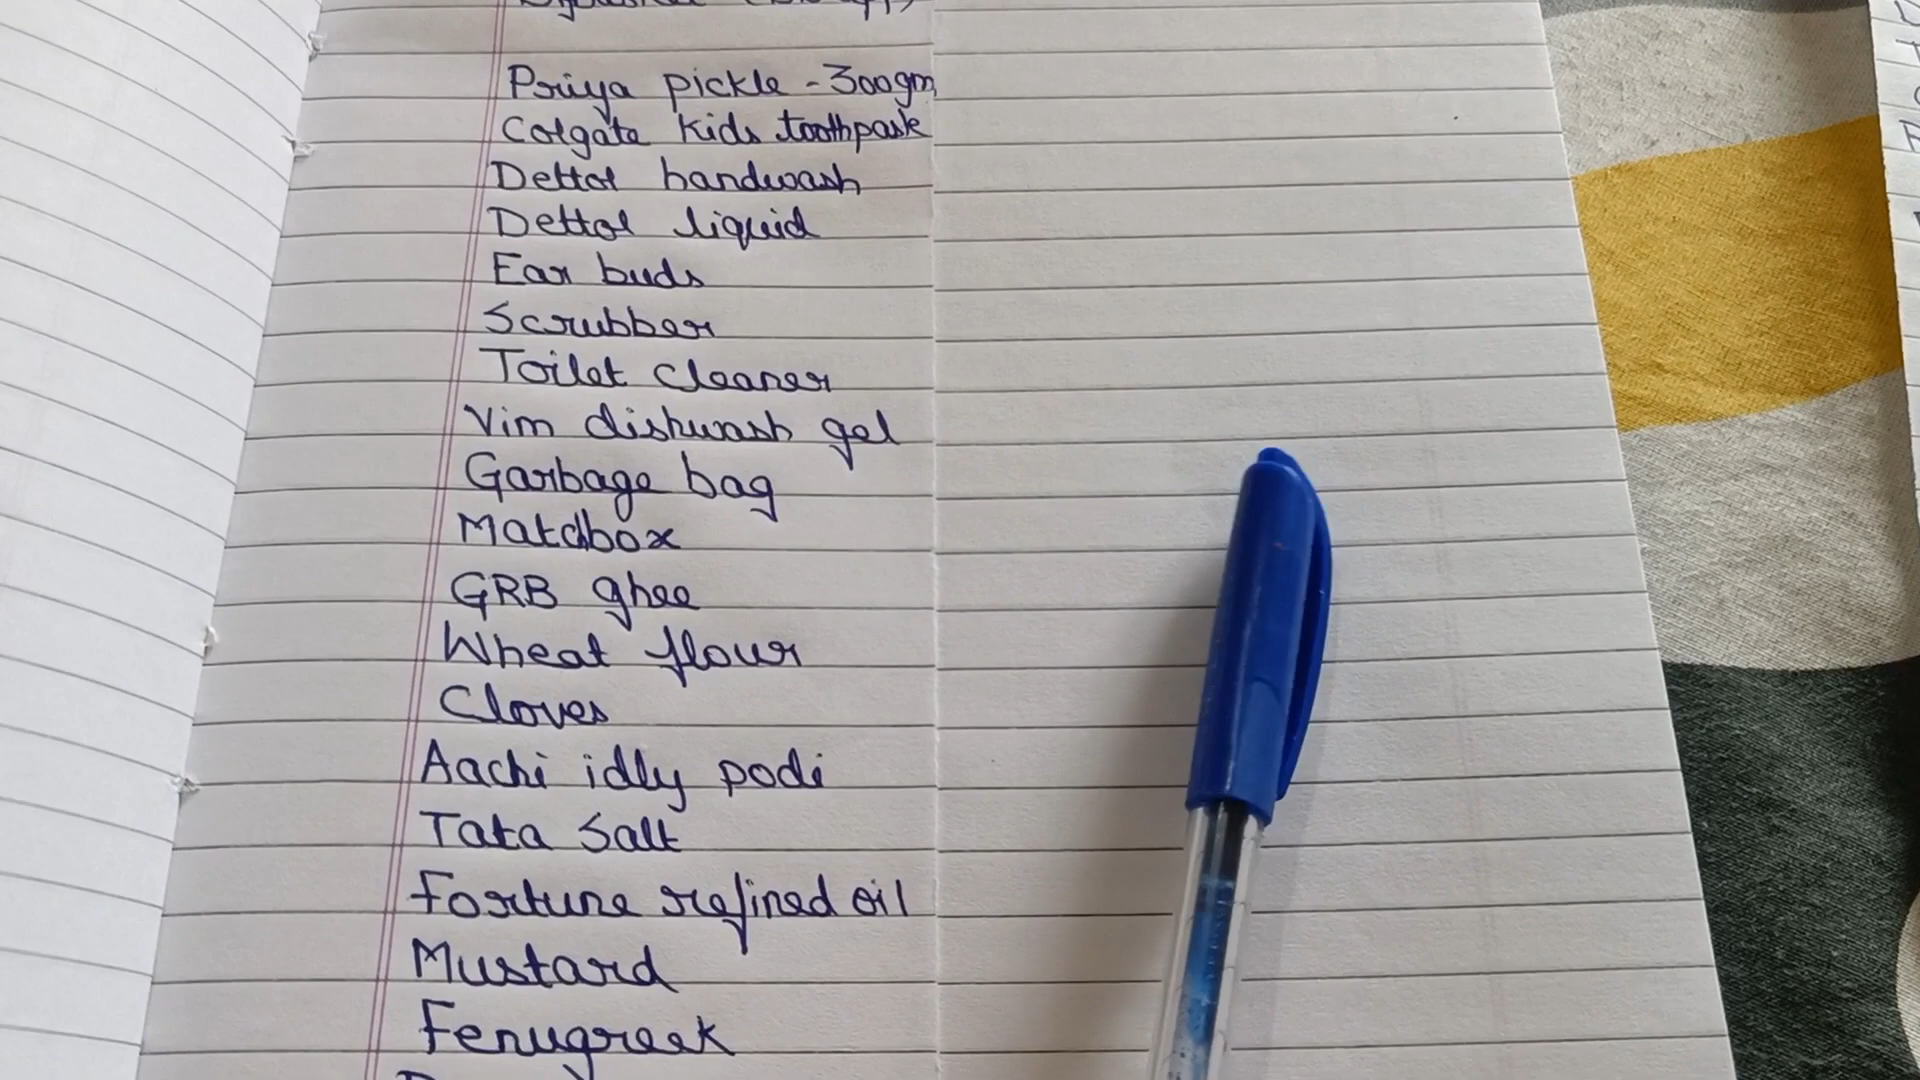 Priya pickle - 300gm
Colgate kids toothpaste
Dettol handwash
Dettol liquid
Ear buds
Scrubber
Toilet cleaner
Vim dishwash gel
Garbage bag
Matchbox
GRB ghee
Wheat flour
Cloves
Aachi idly podi
Tata Salt
Fortune refined oil
Mustard
Fenugreek